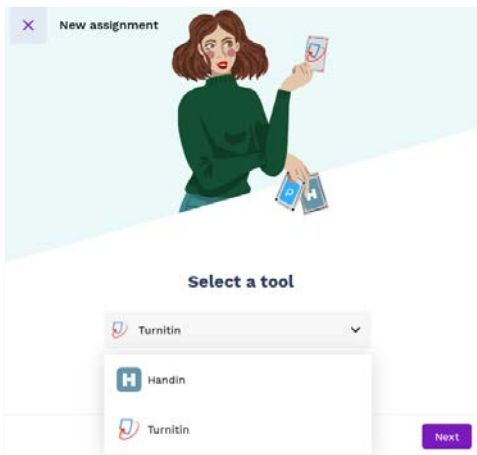 New assignment
P
H
Select a tool
Turnitin
H
Handin
Turnitin
Next